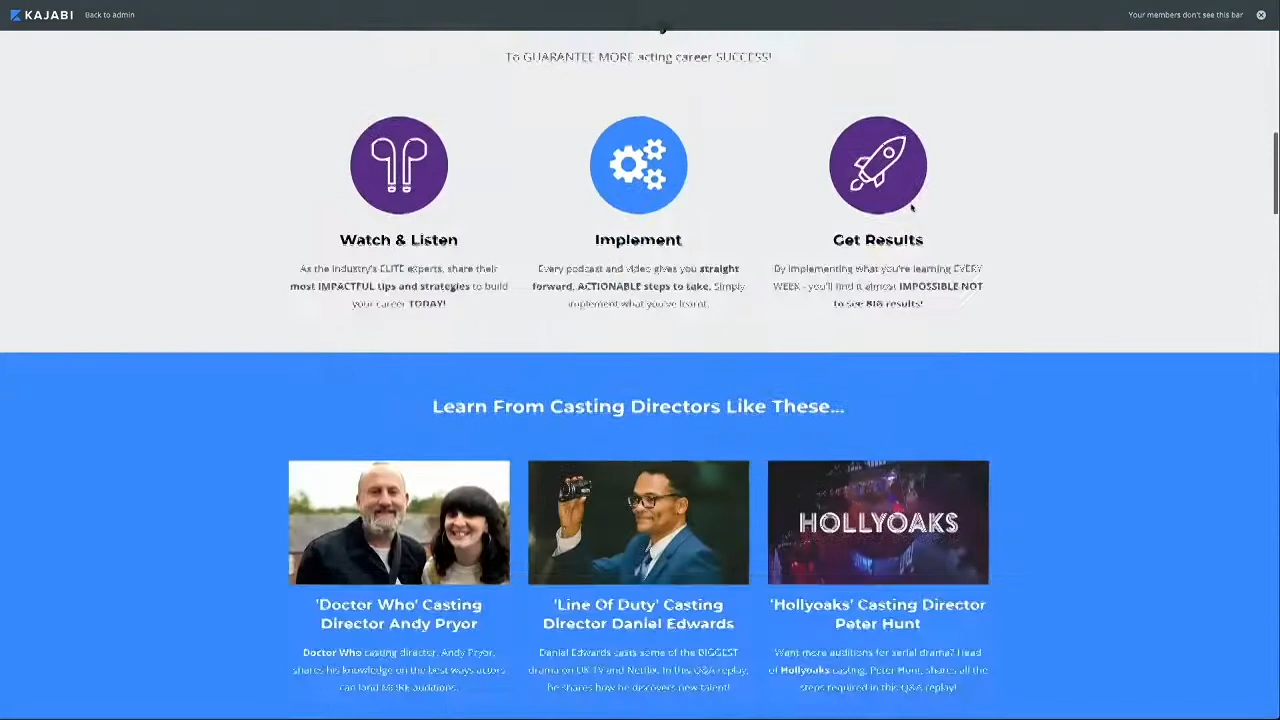 KAJABI Back to admin
Your members don't see this bar
To GUARANTEE MORE acting career SUCCESS!
Watch & Listen
As the industry's ELITE experts, share their
most IMPACTFUL tips and strategies to build
your career TODAY!
Implement
Every podcast and video gives you straight
forward, ACTIONABLE steps to take. Simply
implement what you've learnt.
Get Results
By implementing what you're learning EVERY
WEEK - you'll find it almost IMPOSSIBLE NOT
to see BIG results!
Learn From Casting Directors Like These...
HOLLYOAKS
'Doctor Who' Casting
Director Andy Pryor
Doctor Who casting director, Andy Pryor,
shares his knowledge on the best ways actors
can land MORE auditions.
'Line Of Duty' Casting
Director Daniel Edwards
Daniel Edwards casts some of the BIGGEST
drama on UK TV and Netflix. In this Q&A replay,
he shares how he discovers new talent!
'Hollyoaks' Casting Director
Peter Hunt
Want more auditions for serial drama? Head
of Hollyoaks casting, Peter Hunt, shares all the
steps required in this Q&A replay!